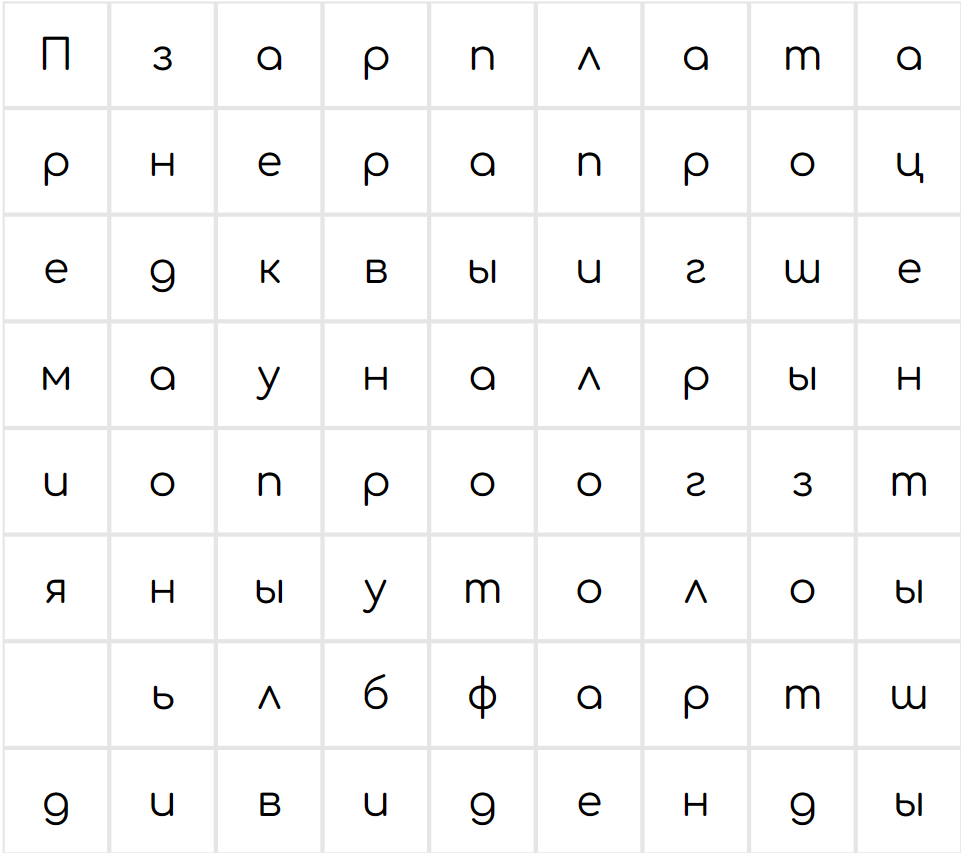 П з а р п л а т а
р н е р а п р о ц
е д к в ы и г ш е
м а у н а л р ы н
и о п р о о г з т
я н ы у т о л о ы
ь л б ф а р т ш
д и в и д е н д ы